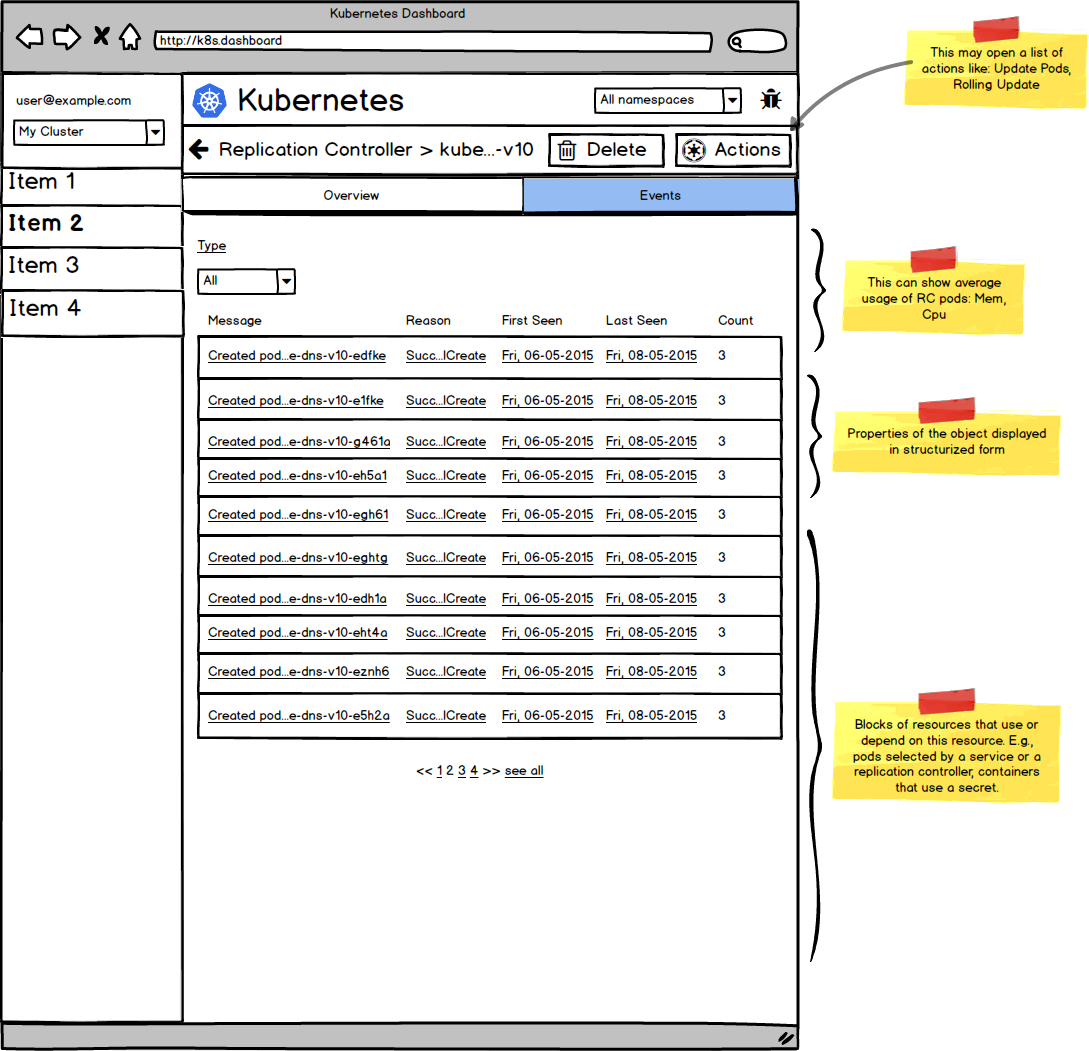 Kubernetes Dashboard
http://k8s.dashboard
user@example.com
My Cluster
Item 1
Item 2
Item 3
Item 4
Kubernetes
All namespaces
Replication Controller > kube...-v10
Delete
Actions
Overview
Events
Type
All
Message Reason First Seen Last Seen Count
Created pod...e-dns-v10-edfke Succ...lCreate Fri, 06-05-2015 Fri, 08-05-2015 3
Created pod...e-dns-v10-e1fke Succ...lCreate Fri, 06-05-2015 Fri, 08-05-2015 3
Created pod...e-dns-v10-g461a Succ...lCreate Fri, 06-05-2015 Fri, 08-05-2015 3
Created pod...e-dns-v10-eh5a1 Succ...lCreate Fri, 06-05-2015 Fri, 08-05-2015 3
Created pod...e-dns-v10-egh61 Succ...lCreate Fri, 06-05-2015 Fri, 08-05-2015 3
Created pod...e-dns-v10-eghtg Succ...lCreate Fri, 06-05-2015 Fri, 08-05-2015 3
Created pod...e-dns-v10-edh1a Succ...lCreate Fri, 06-05-2015 Fri, 08-05-2015 3
Created pod...e-dns-v10-eht4a Succ...lCreate Fri, 06-05-2015 Fri, 08-05-2015 3
Created pod...e-dns-v10-eznh6 Succ...lCreate Fri, 06-05-2015 Fri, 08-05-2015 3
Created pod...e-dns-v10-e5h2a Succ...lCreate Fri, 06-05-2015 Fri, 08-05-2015 3
<< 1 2 3 4 >> see all
This may open a list of
actions like: Update Pods,
Rolling Update
This can show average
usage of RC pods: Mem,
Cpu
Properties of the object displayed
in structurized form
Blocks of resources that use or
depend on this resource. E.g.,
pods selected by a service or a
replication controller, containers
that use a secret.